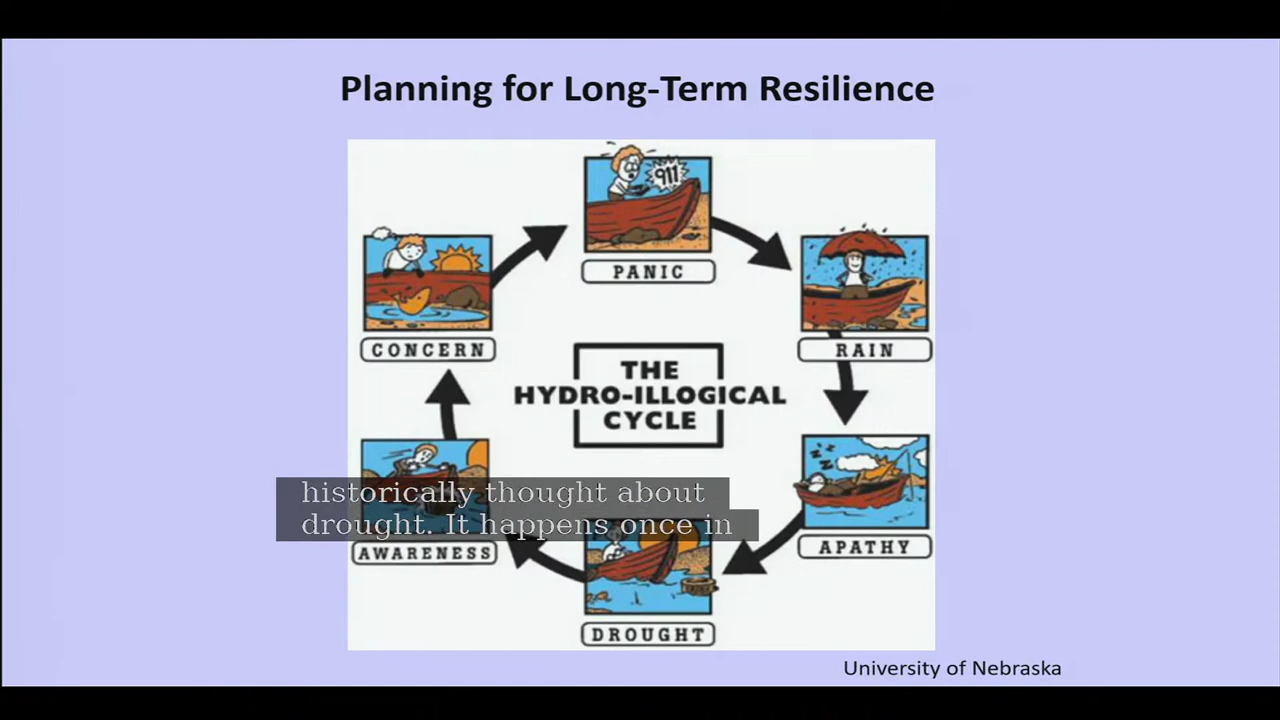 Planning for Long-Term Resilience
911
PANIC
CONCERN
RAIN
THE
HYDRO-ILLOGICAL
CYCLE
historically thought about
drought. It happens once in
AWARENESS
APATHY
DROUGHT
University of Nebraska